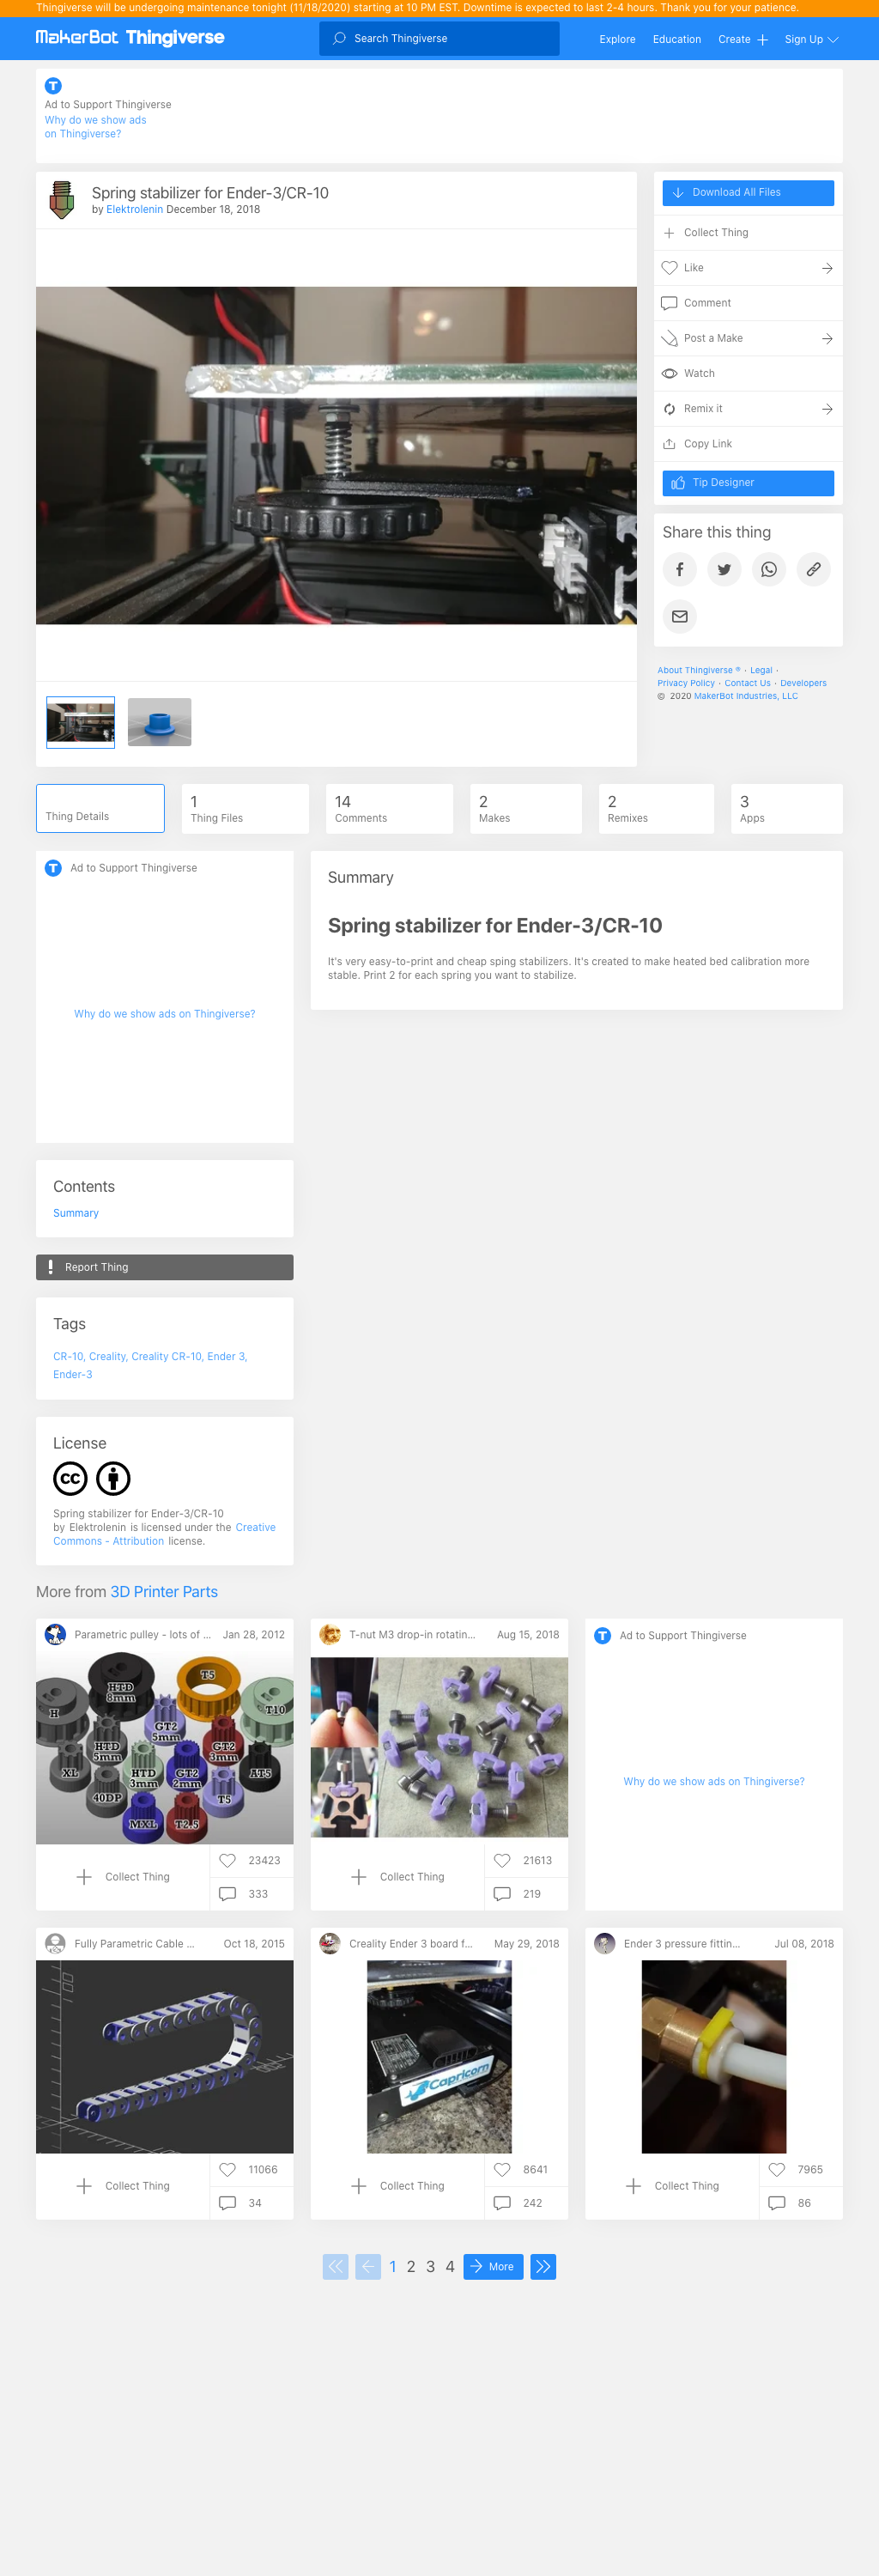 Thingiverse will be undergoing maintenance tonight (11/18/2020) starting at 10 PM EST. Downtime is expected to last 2-4 hours. Thank you for your patience.
MakerBot Thingiverse
Search Thingiverse
Explore
Education
Create
Sign Up
Ad to Support Thingiverse
Why do we show ads
on Thingiverse?
Spring stabilizer for Ender-3/CR-10
by Elektrolenin December 18, 2018
Download All Files
Collect Thing
Like
Comment
Post a Make
Watch
Remix it
Copy Link
Tip Designer
Share this thing
About Thingiverse ® · Legal ·
Privacy Policy · Contact Us · Developers
© 2020 MakerBot Industries, LLC
Thing Details
1
Thing Files
14
Comments
2
Makes
2
Remixes
3
Apps
Ad to Support Thingiverse
Why do we show ads on Thingiverse?
Summary
Spring stabilizer for Ender-3/CR-10
It's very easy-to-print and cheap sping stabilizers. It's created to make heated bed calibration more
stable. Print 2 for each spring you want to stabilize.
Contents
Summary
Report Thing
Tags
CR-10, Creality, Creality CR-10, Ender 3,
Ender-3
License
cc
Spring stabilizer for Ender-3/CR-10
by Elektrolenin is licensed under the Creative
Commons - Attribution license.
More from 3D Printer Parts
Parametric pulley - lots of ...
Jan 28, 2012
H
HTD
8mm
T5
T10
GT2
5mm
HTD
5mm
GT2
3mm
XL
HTD
3mm
GT2
2mm
AT5
40DP
T5
MXL
T2.5
Collect Thing
23423
333
T-nut M3 drop-in rotatin...
Aug 15, 2018
Collect Thing
21613
219
Ad to Support Thingiverse
Why do we show ads on Thingiverse?
Fully Parametric Cable ...
Oct 18, 2015
Collect Thing
11066
34
Creality Ender 3 board f...
May 29, 2018
Capricorn
Collect Thing
8641
242
Ender 3 pressure fittin...
Jul 08, 2018
Collect Thing
7965
86
1
2
3
4
More